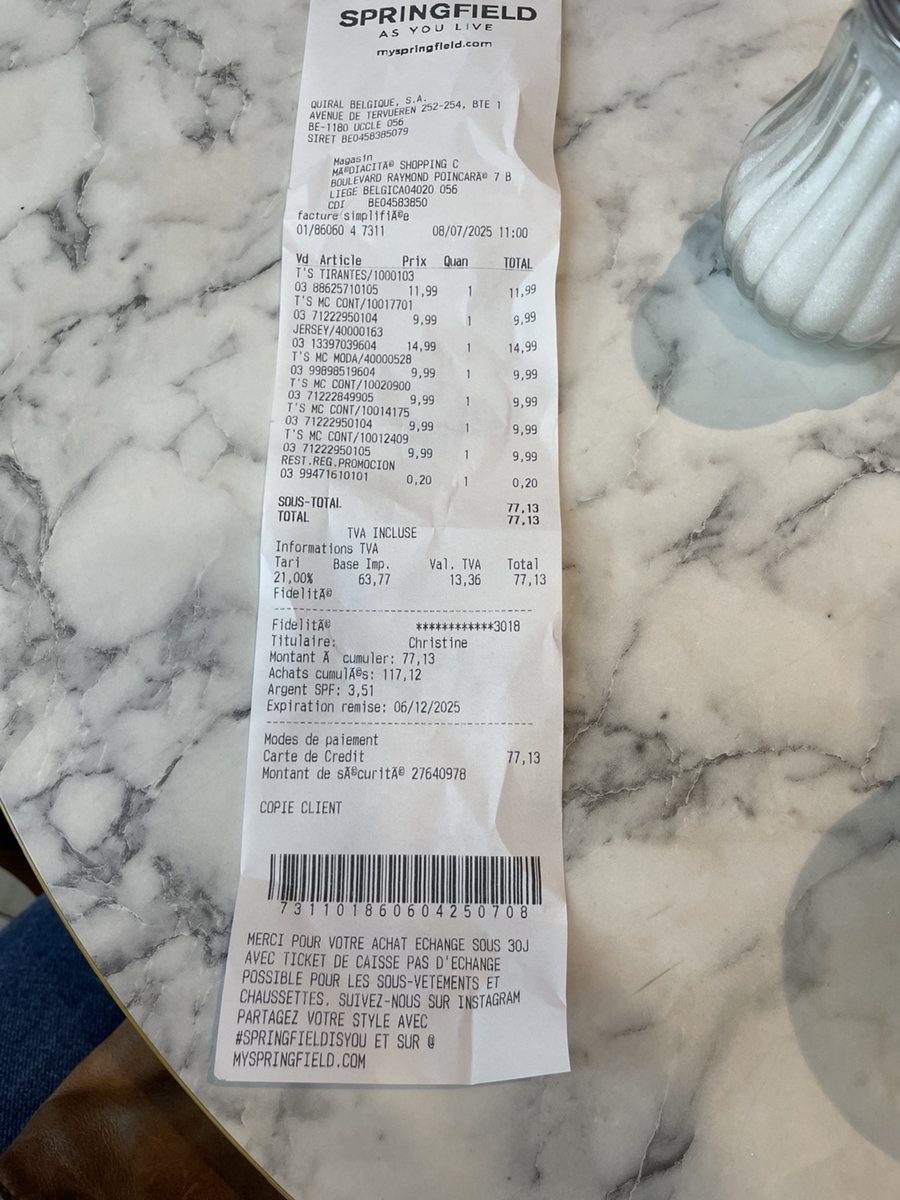 SPRINGFIELD
AS YOU LIVE
myspringfield.com
QUIRAL BELGIQUE, S.A.
AVENUE DE TERVUEREN 252-254, BTE 1
BE-1180 UCCLE 056
SIRET BE0458385079
Magasin
MÃ®DIACITÃ® SHOPPING C
BOULEVARD RAYMOND POINCARÃ® 7 B
LIEGE BELGICA04020 056
CDI BE04583850
facture simplifiÃ®e
01/86060 4 7311 08/07/2025 11:00
Vd Article Prix Quan TOTAL
T'S TIRANTES/1000103
03 88625710105 11,99 1 11,99
T'S MC CONT/10017701
03 71222950104 9,99 1 9,99
JERSEY/40000163
03 13397039604 14,99 1 14,99
T'S MC MODA/40000528
03 99898519604 9,99 1 9,99
T'S MC CONT/10020900
03 71222849905 9,99 1 9,99
T'S MC CONT/10014175
03 71222950104 9,99 1 9,99
T'S MC CONT/10012409
03 71222950105 9,99 1 9,99
REST.REG.PROMOCION
03 99471610101 0,20 1 0,20
SOUS-TOTAL 77,13
TOTAL 77,13
TVA INCLUSE
Informations TVA
Tari Base Imp. Val. TVA Total
21,00% 63,77 13,36 77,13
FidelitÃ®
FidelitÃ® ************3018
Titulaire: Christine
Montant Ã cumuler: 77,13
Achats cumulÃ®s: 117,12
Argent SPF: 3,51
Expiration remise: 06/12/2025
Modes de paiement
Carte de Credit 77,13
Montant de sÃ®curitÃ® 27640978
COPIE CLIENT
731101860604250708
MERCI POUR VOTRE ACHAT ECHANGE SOUS 30J
AVEC TICKET DE CAISSE PAS D'ECHANGE
POSSIBLE POUR LES SOUS-VETEMENTS ET
CHAUSSETTES. SUIVEZ-NOUS SUR INSTAGRAM
PARTAGEZ VOTRE STYLE AVEC
#SPRINGFIELDISYOU ET SUR @
MYSPRINGFIELD.COM